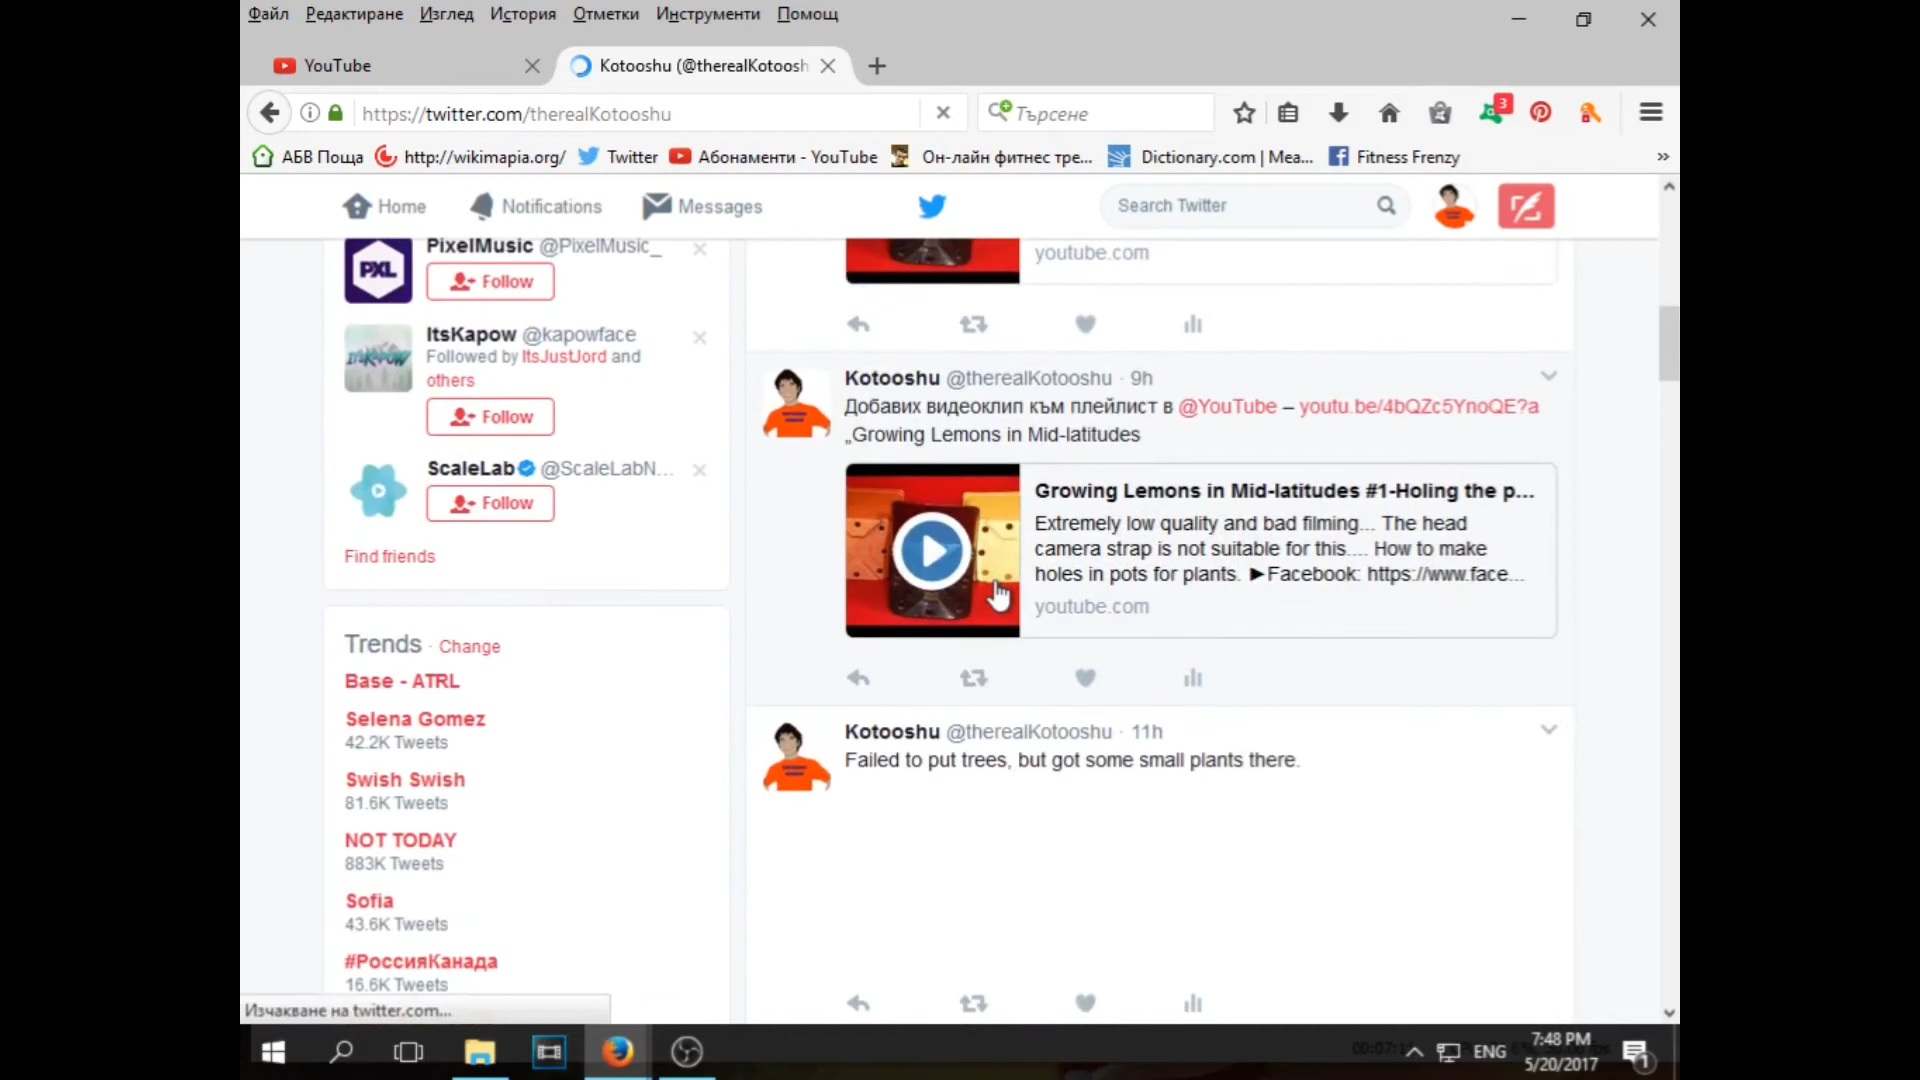 Файл Редактиране Изглед История Отметки Инструменти Помощ
YouTube
Kotooshu (@therealKotoosh
https://twitter.com/therealKotooshu
Търсене
3
АБВ Поща
http://wikimapia.org/
Twitter
Абонаменти - YouTube
Он-лайн фитнес тре...
Dictionary.com | Mea...
Fitness Frenzy
Home
Notifications
Messages
Search Twitter
PixelMusic @PixelMusic_
PXL
Follow
ItsKapow @kapowface
Followed by ItsJustJord and
others
ITSKAPOW
Follow
ScaleLab @ScaleLabN...
Follow
Find friends
Trends · Change
Base - ATRL
Selena Gomez
42.2K Tweets
Swish Swish
81.6K Tweets
NOT TODAY
883K Tweets
Sofia
43.6K Tweets
#РоссияКанада
16.6K Tweets
youtube.com
Kotooshu @therealKotooshu · 9h
Добавих видеоклип към плейлист в @YouTube – youtu.be/4bQZc5YnoQE?a
„Growing Lemons in Mid-latitudes
Growing Lemons in Mid-latitudes #1-Holing the p...
Extremely low quality and bad filming... The head
camera strap is not suitable for this.... How to make
holes in pots for plants. ►Facebook: https://www.face...
youtube.com
Kotooshu @therealKotooshu · 11h
Failed to put trees, but got some small plants there.
Изчакване на twitter.com...
ENG
7:48 PM
5/20/2017
1